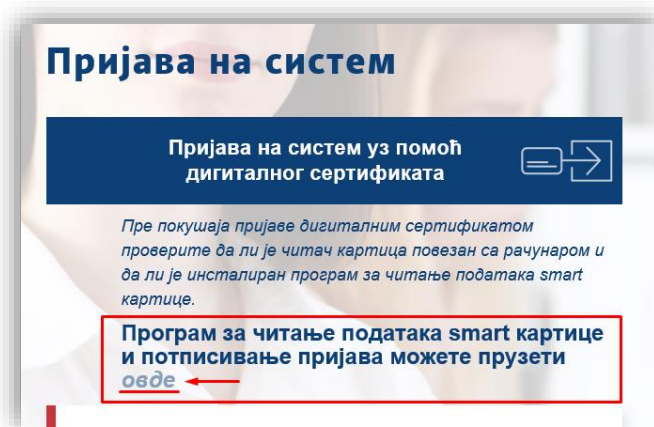 Пријава на систем
Пријава на систем уз помоћ
дигиталног сертификата
Пре покушаја пријаве дигиталним сертификатом
проверите да ли је читач картица повезан са рачунаром и
да ли је инсталиран програм за читање података smart
картице.
Програм за читање података smart картице
и потписивање пријава можете прузети
овде